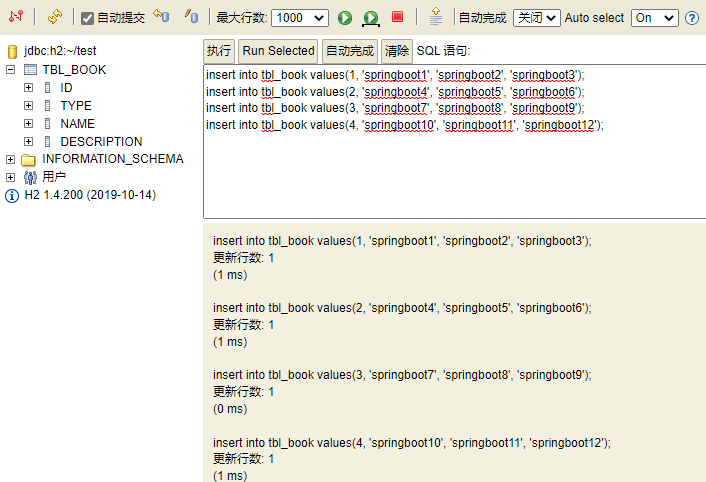 自动提交 最大行数: 1000 自动完成 关闭 Auto select On
jdbc:h2:~/test
TBL_BOOK
ID
TYPE
NAME
DESCRIPTION
INFORMATION_SCHEMA
用户
H2 1.4.200 (2019-10-14)
执行 Run Selected 自动完成 清除 SQL 语句:
insert into tbl_book values(1, 'springboot1', 'springboot2', 'springboot3');
insert into tbl_book values(2, 'springboot4', 'springboot5', 'springboot6');
insert into tbl_book values(3, 'springboot7', 'springboot8', 'springboot9');
insert into tbl_book values(4, 'springboot10', 'springboot11', 'springboot12');
insert into tbl_book values(1, 'springboot1', 'springboot2', 'springboot3');
更新行数: 1
(1 ms)
insert into tbl_book values(2, 'springboot4', 'springboot5', 'springboot6');
更新行数: 1
(1 ms)
insert into tbl_book values(3, 'springboot7', 'springboot8', 'springboot9');
更新行数: 1
(0 ms)
insert into tbl_book values(4, 'springboot10', 'springboot11', 'springboot12');
更新行数: 1
(1 ms)